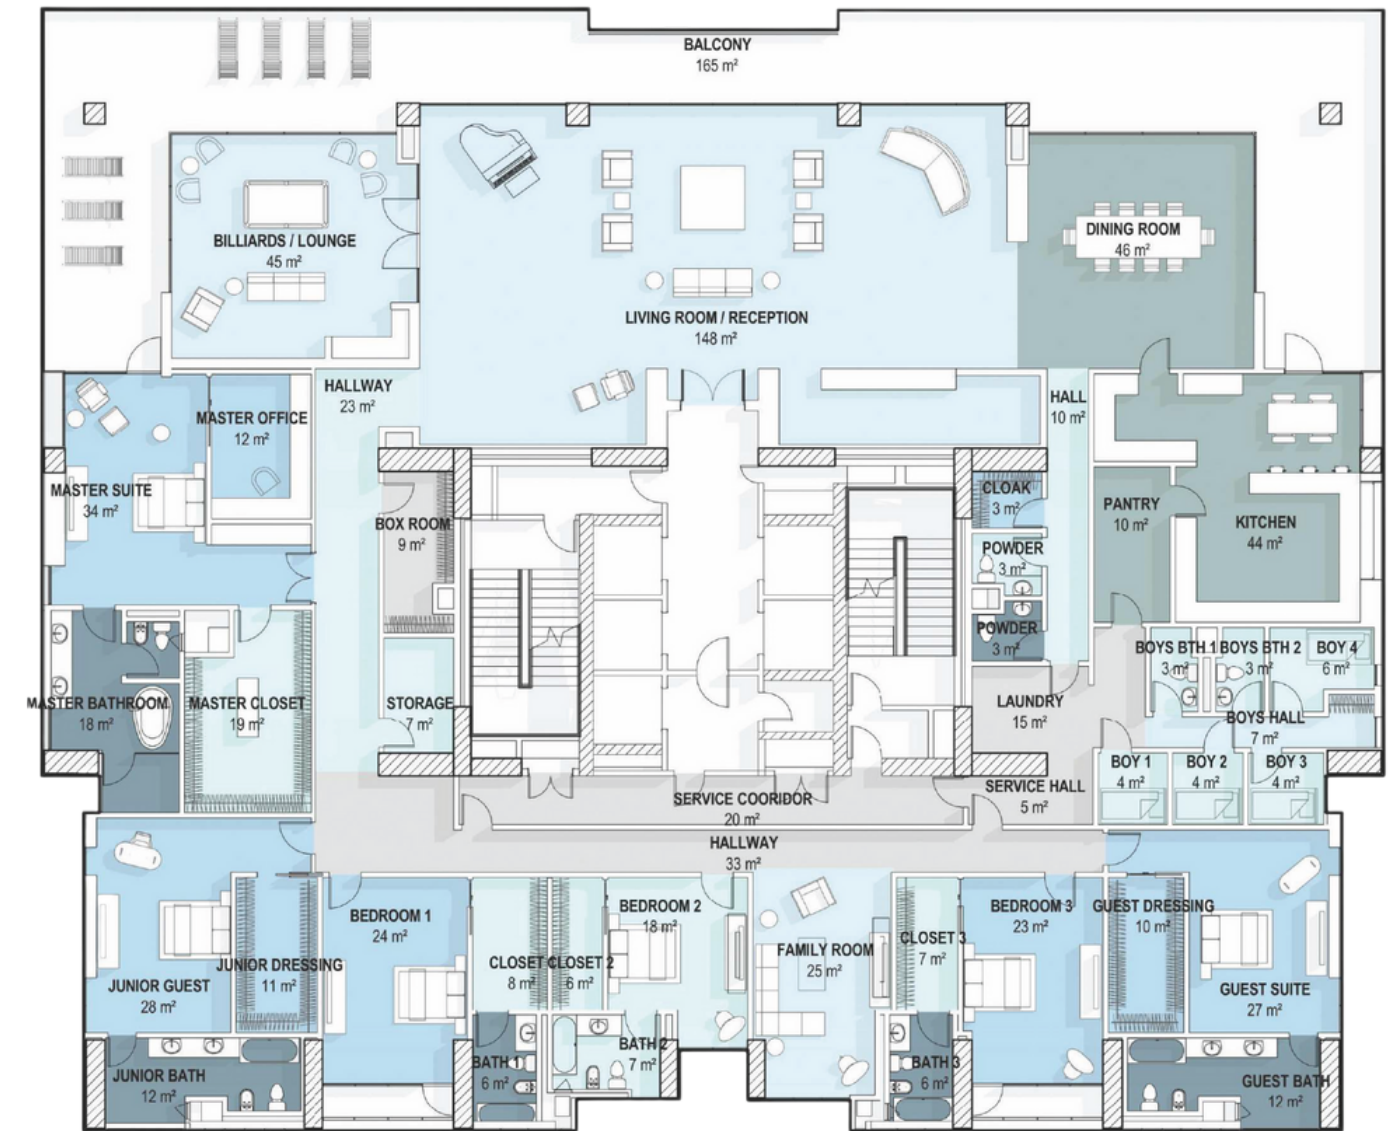 BALCONY
165 m²
BILLIARDS / LOUNGE
45 m²
DINING ROOM
46 m²
LIVING ROOM / RECEPTION
148 m²
HALLWAY
23 m²
MASTER OFFICE
12 m²
HALL
10 m²
MASTER SUITE
34 m²
BOX ROOM
9 m²
CLOAK
3 m²
PANTRY
10 m²
KITCHEN
44 m²
POWDER
3 m²
POWDER
3 m²
BOYS BTH 1
3 m²
BOYS BTH 2
3 m²
BOY 4
6 m²
MASTER BATHROOM
18 m²
MASTER CLOSET
19 m²
STORAGE
7 m²
LAUNDRY
15 m²
BOYS HALL
7 m²
BOY 1
4 m²
BOY 2
4 m²
BOY 3
4 m²
SERVICE COORIDOR
20 m²
SERVICE HALL
5 m²
HALLWAY
33 m²
BEDROOM 1
24 m²
BEDROOM 2
18 m²
BEDROOM 3
23 m²
GUEST DRESSING
10 m²
FAMILY ROOM
25 m²
CLOSET 3
7 m²
JUNIOR DRESSING
11 m²
CLOSET
8 m²
CLOSET 2
6 m²
JUNIOR GUEST
28 m²
GUEST SUITE
27 m²
JUNIOR BATH
12 m²
BATH 1
6 m²
BATH 2
7 m²
BATH 3
6 m²
GUEST BATH
12 m²